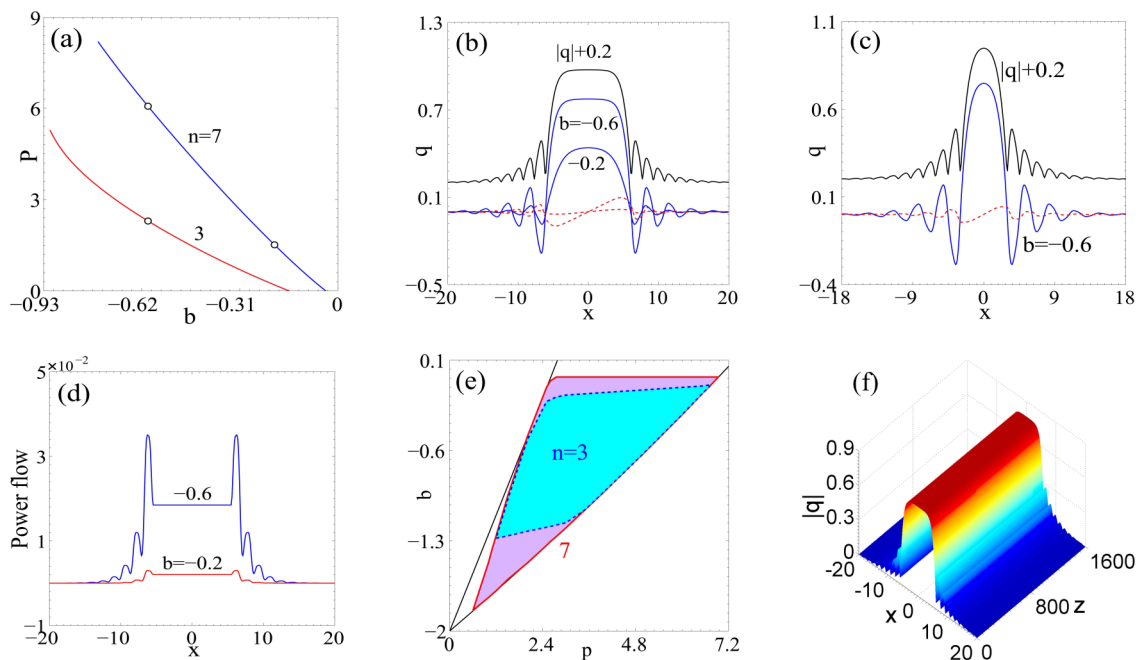 (a)
9
6
3
0
P
n=7
3
−0.93
−0.62
−0.31
0
b
(b)
1.3
0.7
0.1
−0.5
q
|q|+0.2
b=−0.6
−0.2
−20
−10
0
10
20
x
(c)
1.1
0.6
0.1
−0.4
q
|q|+0.2
b=−0.6
−18
−9
0
9
18
x
(d)
×10−2
5
3
1
−1
Power flow
−0.6
b=−0.2
−20
−10
0
10
20
x
(e)
0.1
−0.6
−1.3
−2
b
n=3
7
0
2.4
4.8
7.2
p
(f)
0.9
0.6
0.3
0
|q|
−20
-10
0
10
20
x
0
800
1600
z